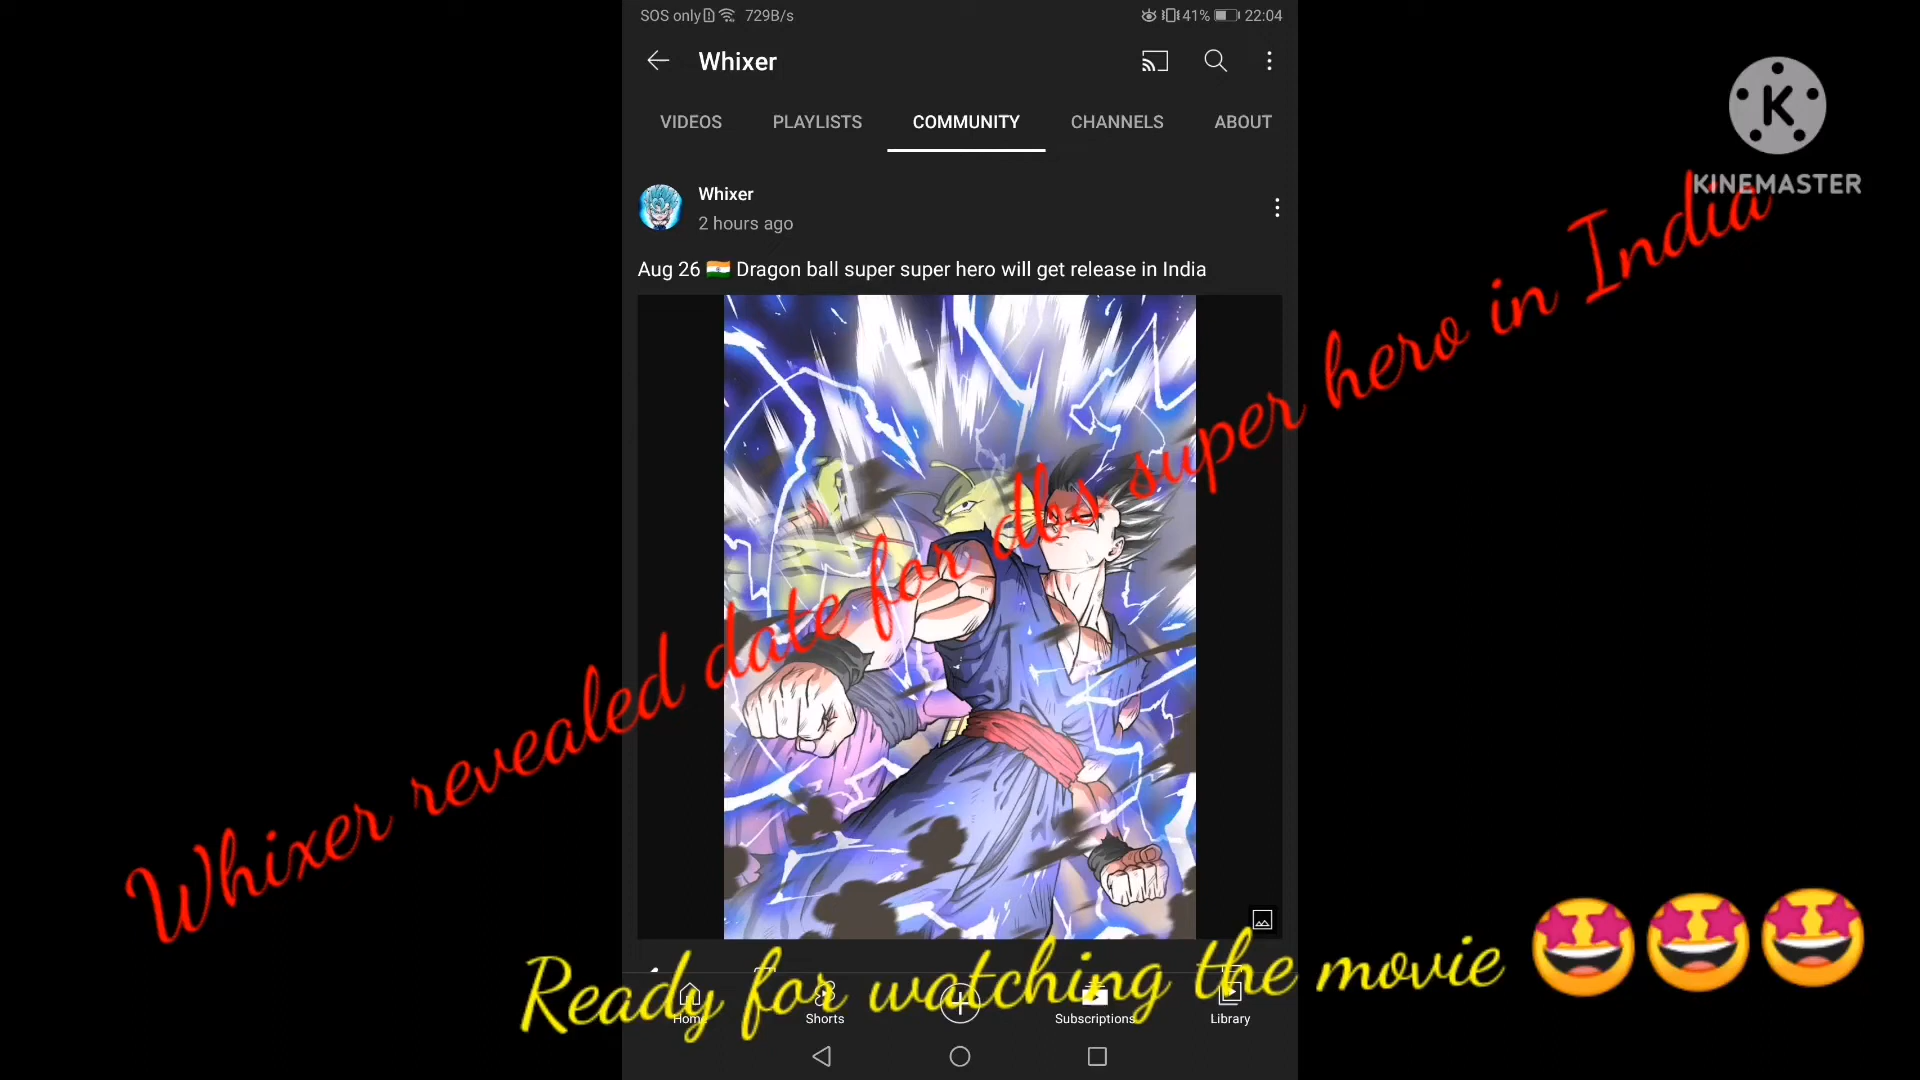 SOS only 729B/s 41% 22:04
Whixer
VIDEOS PLAYLISTS COMMUNITY CHANNELS ABOUT
K
KINEMASTER
Whixer
2 hours ago
Aug 26 🇮🇳 Dragon ball super super hero will get release in India
Whixer revealed date for dbs super hero in India
Ready for watching the movie 🤩🤩🤩
Home Shorts Subscriptions Library